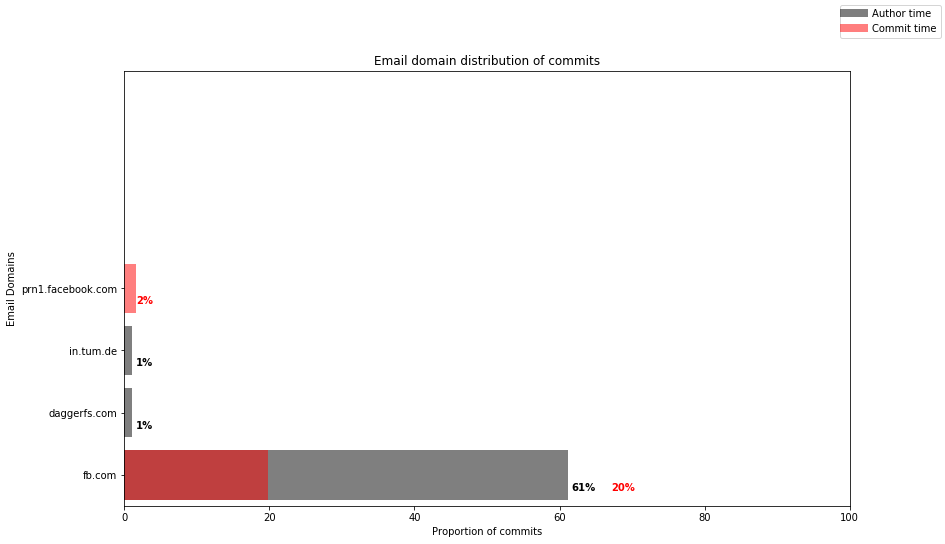 Author time
Commit time
Email domain distribution of commits
Email Domains
prn1.facebook.com
2%
in.tum.de
1%
daggerfs.com
1%
fb.com
61% 20%
0 20 40 60 80 100
Proportion of commits